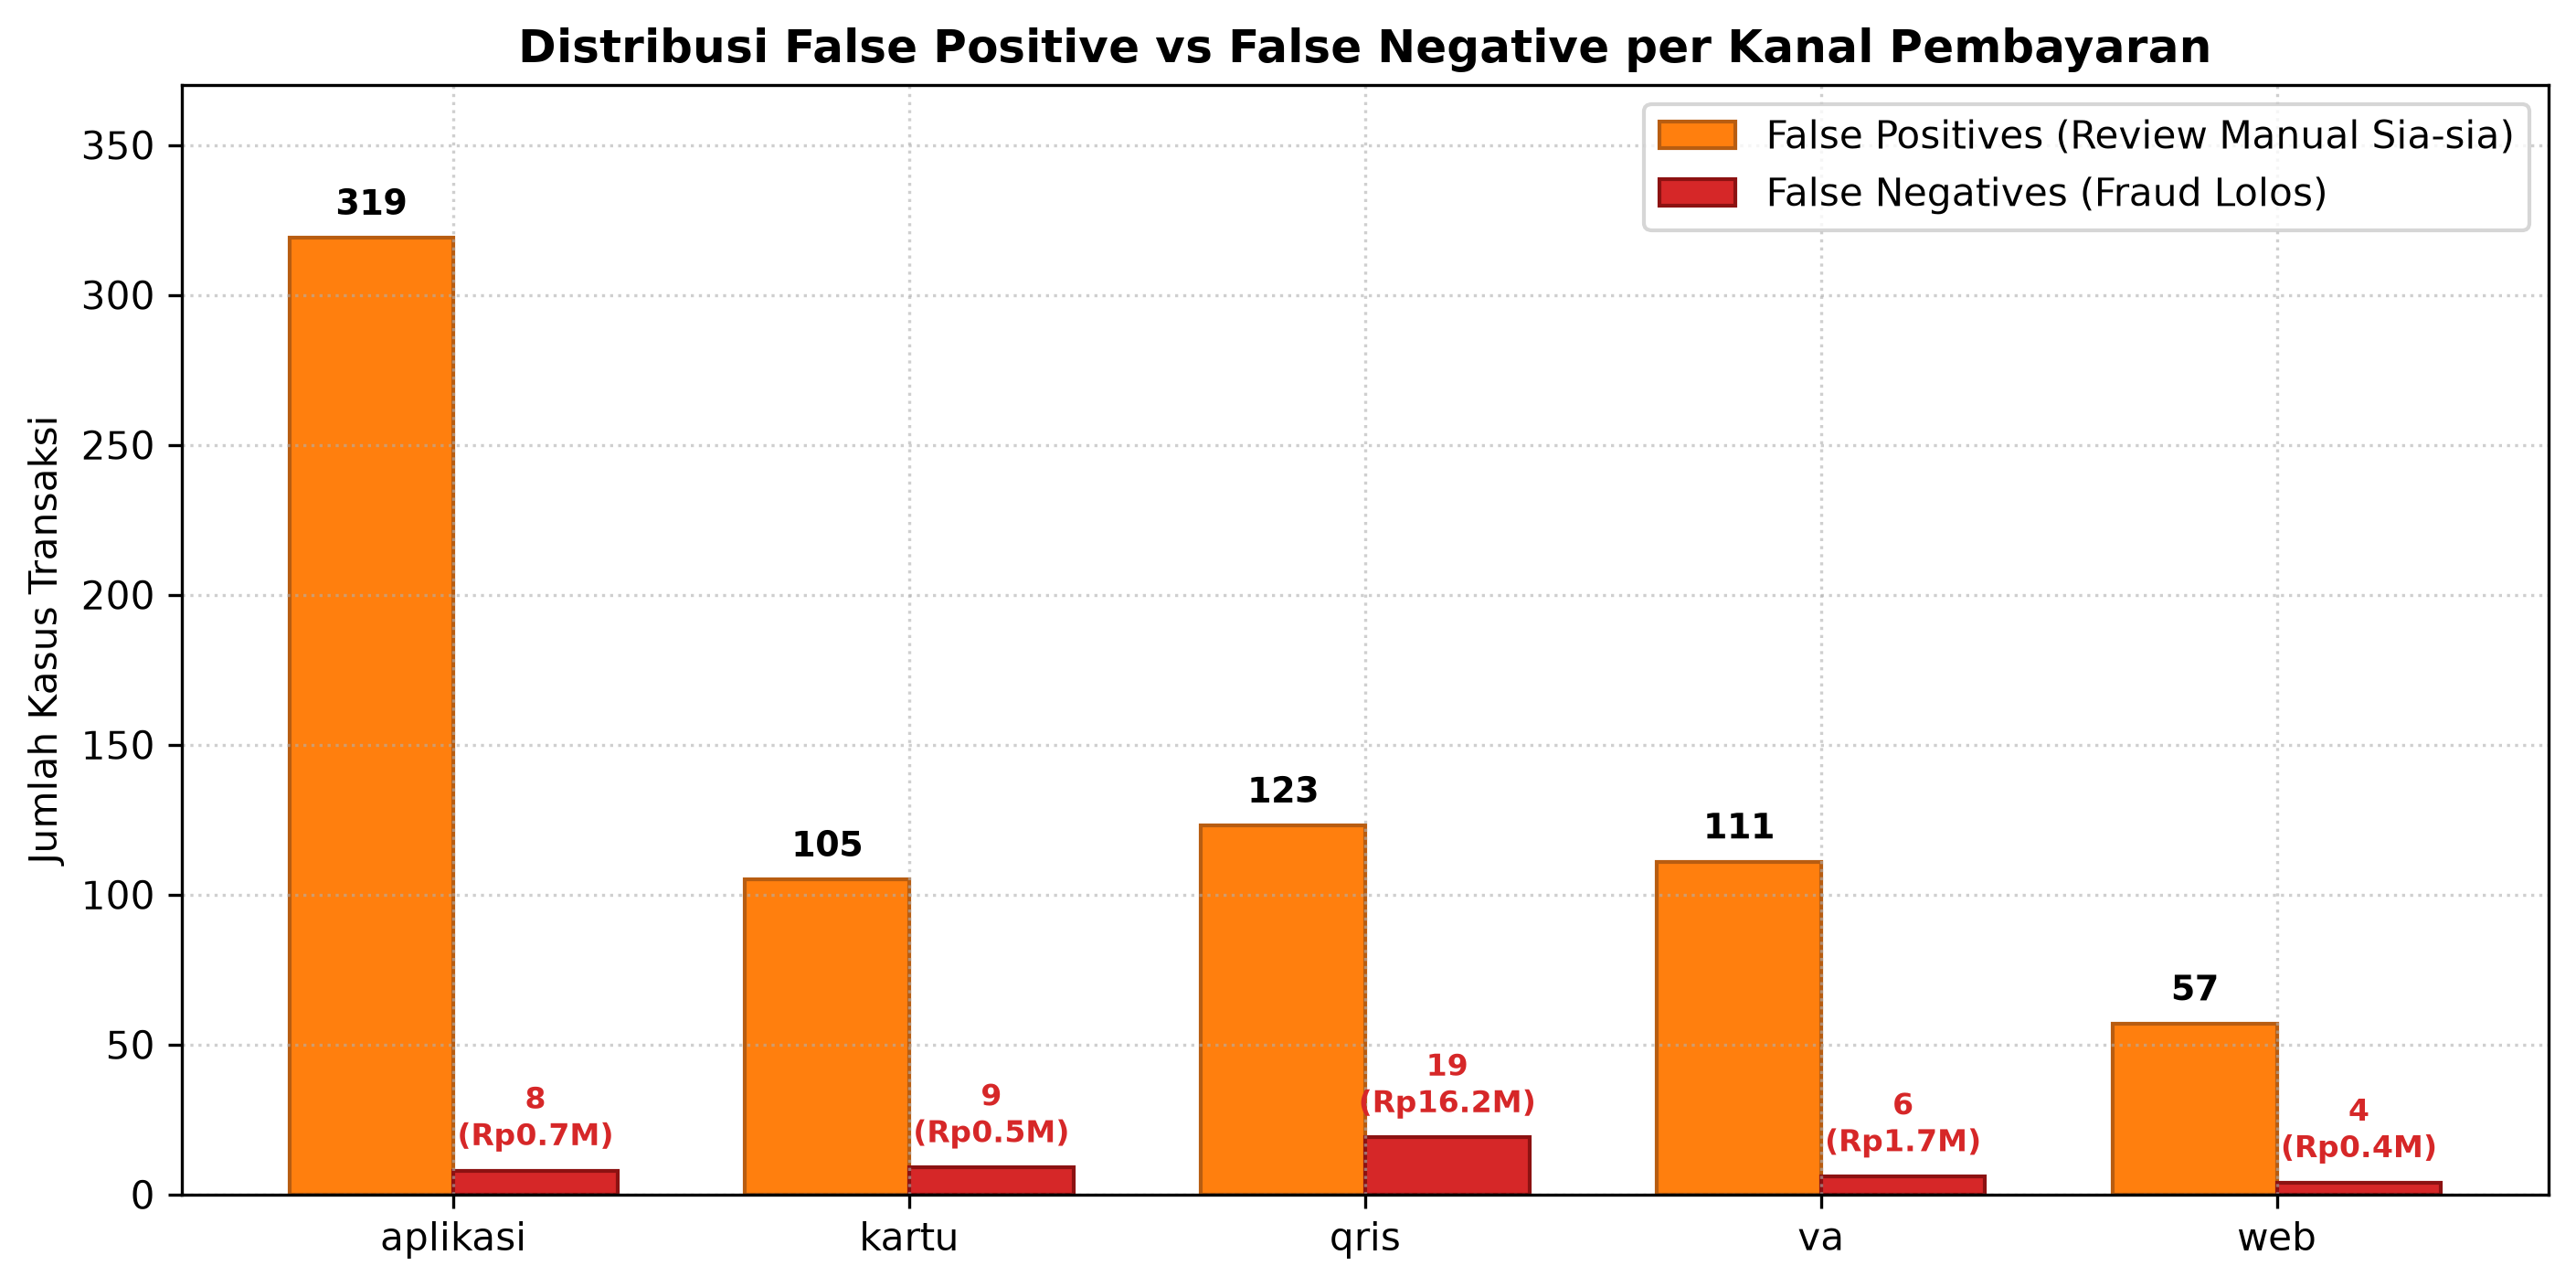 Distribusi False Positive vs False Negative per Kanal Pembayaran
False Positives (Review Manual Sia-sia)
False Negatives (Fraud Lolos)
Jumlah Kasus Transaksi
350
300
250
200
150
100
50
0
319
8
(Rp0.7M)
105
9
(Rp0.5M)
123
19
(Rp16.2M)
111
6
(Rp1.7M)
57
4
(Rp0.4M)
aplikasi
kartu
qris
va
web